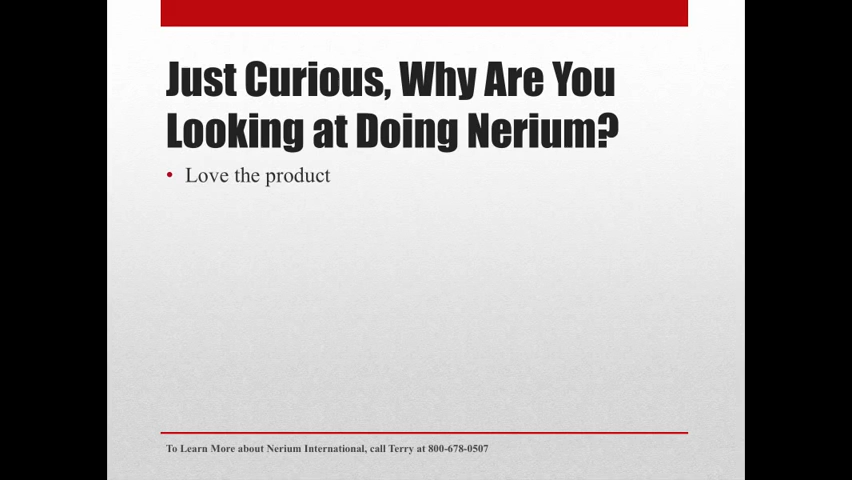 Just Curious, Why Are You
Looking at Doing Nerium?
• Love the product
To Learn More about Nerium International, call Terry at 800-678-0507